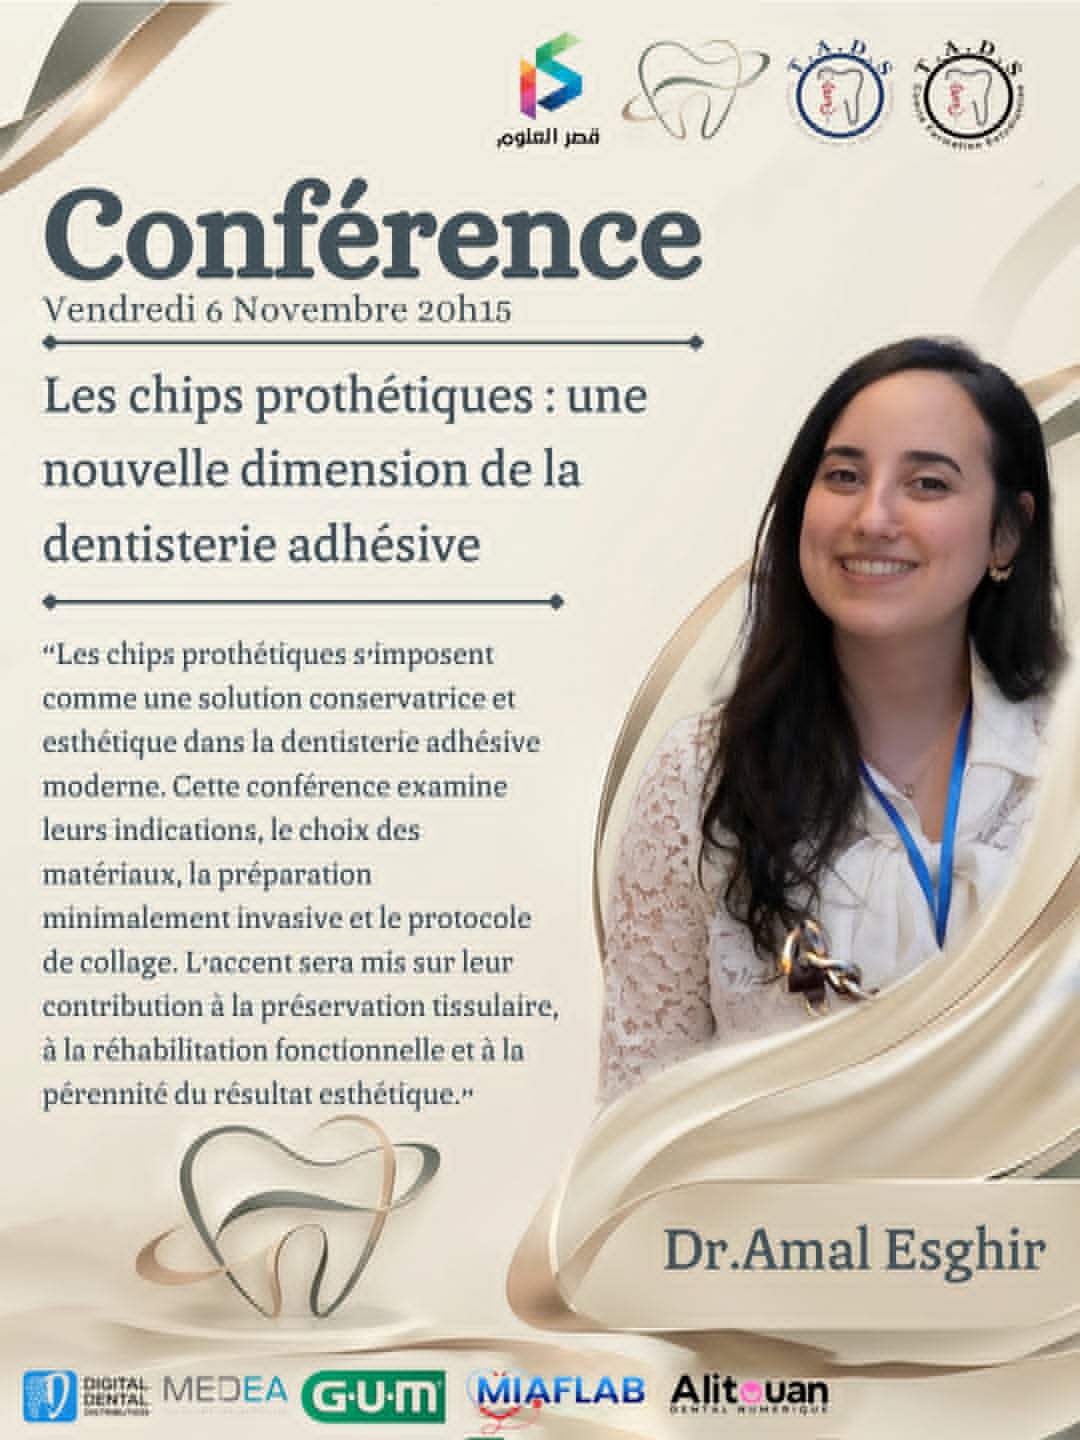 قصر العلوم
T.A.D.S
T.A.D.S
Conférence
Vendredi 6 Novembre 20h15
Les chips prothétiques : une
nouvelle dimension de la
dentisterie adhésive
“Les chips prothétiques s’imposent
comme une solution conservatrice et
esthétique dans la dentisterie adhésive
moderne. Cette conférence examine
leurs indications, le choix des
matériaux, la préparation
minimalement invasive et le protocole
de collage. L’accent sera mis sur leur
contribution à la préservation tissulaire,
à la réhabilitation fonctionnelle et à la
pérennité du résultat esthétique.”
Dr.Amal Esghir
DIGITAL
DENTAL
DISTRIBUTION
MEDEA
G·U·M
MIAFLAB
Alitouan
DENTAL NUMERIQUE